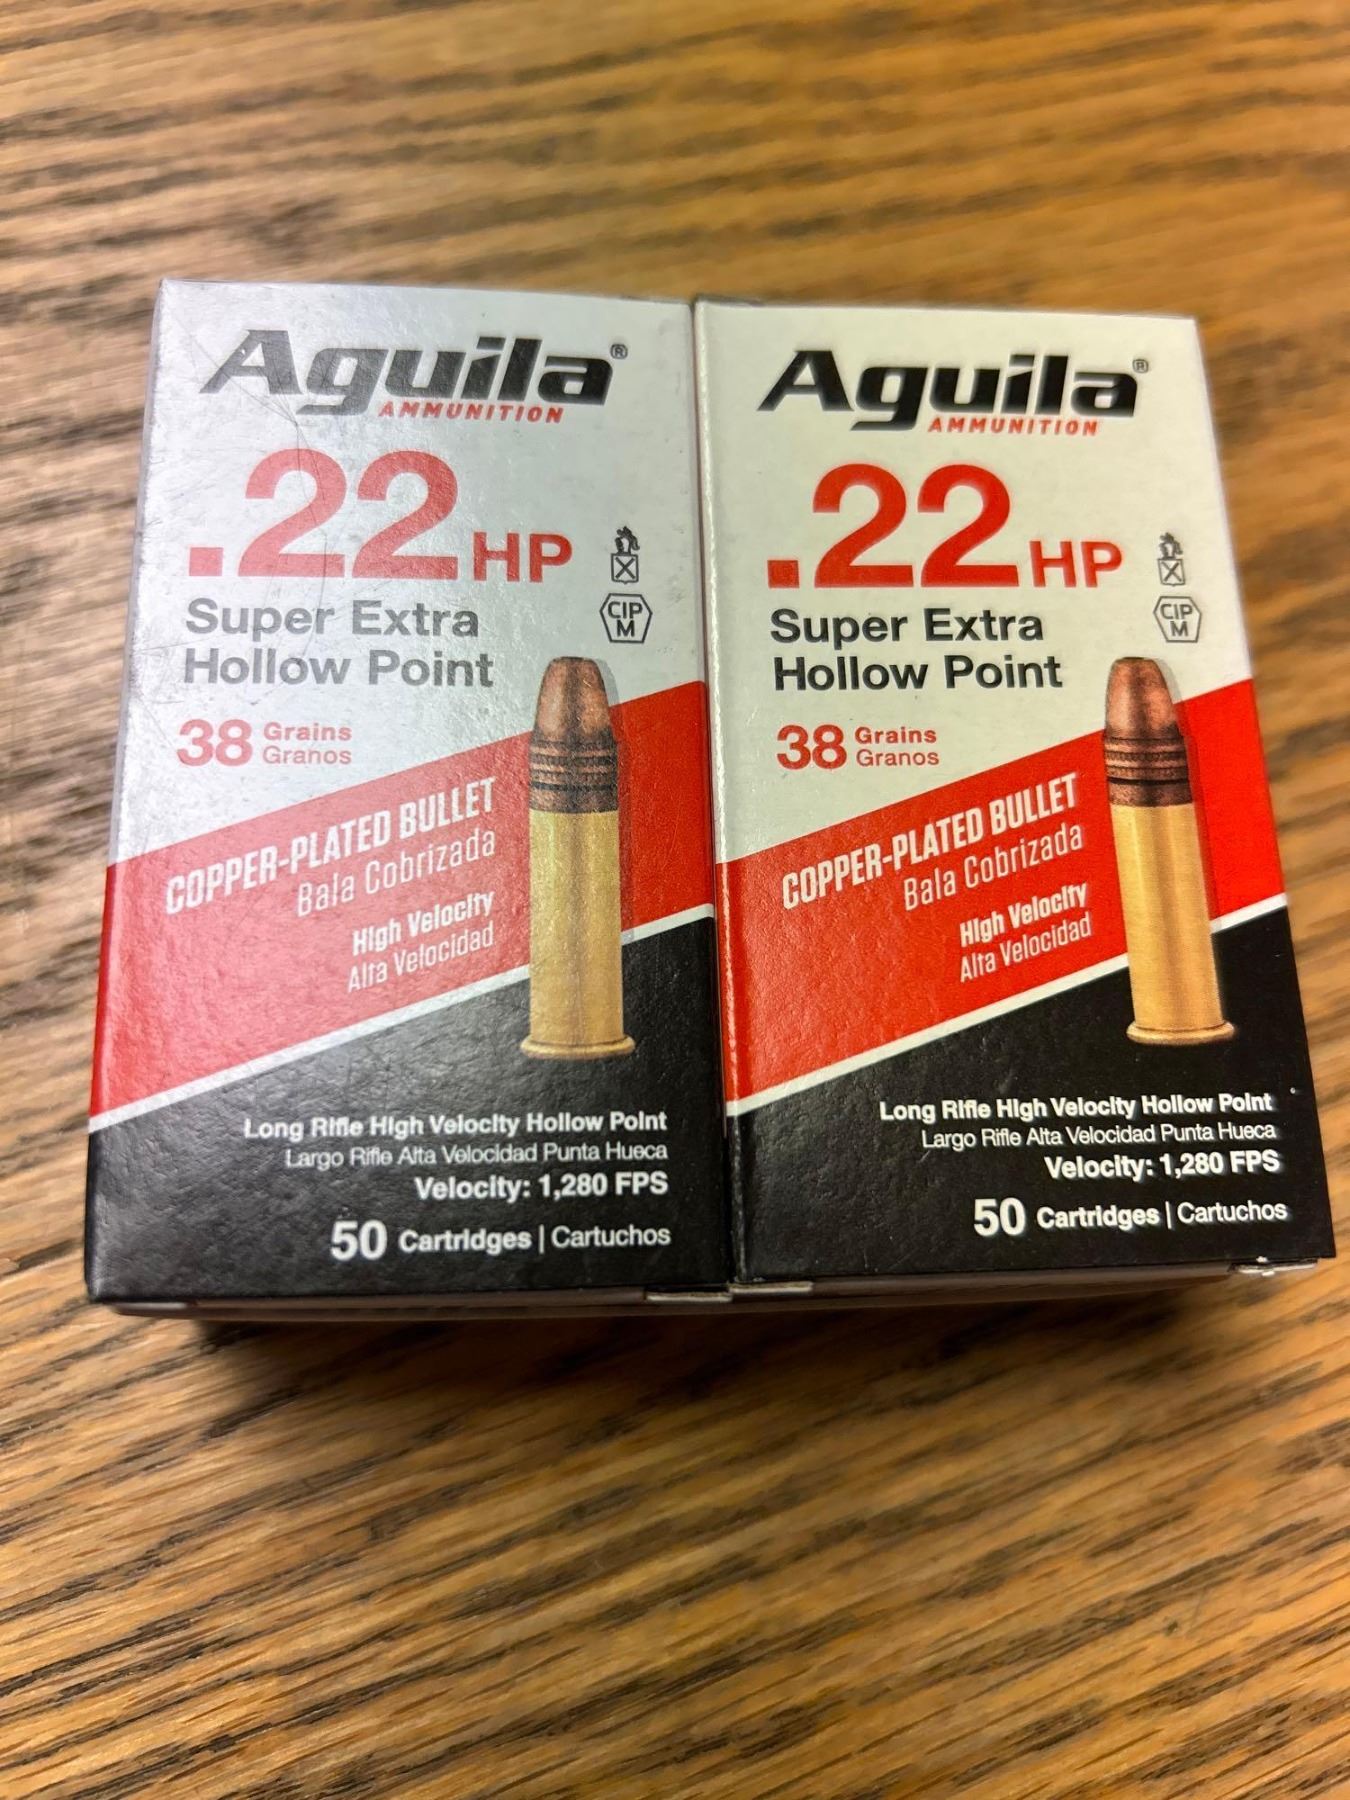 Aguila®
AMMUNITION
.22 HP
Super Extra
Hollow Point
CIP
M
38 Grains
Granos
COPPER-PLATED BULLET
Bala Cobrizada
High Velocity
Alta Velocidad
Long Rifle High Velocity Hollow Point
Largo Rifle Alta Velocidad Punta Hueca
Velocity: 1,280 FPS
50 Cartridges | Cartuchos
Aguila®
AMMUNITION
.22 HP
Super Extra
Hollow Point
CIP
M
38 Grains
Granos
COPPER-PLATED BULLET
Bala Cobrizada
High Velocity
Alta Velocidad
Long Rifle High Velocity Hollow Point
Largo Rifle Alta Velocidad Punta Hueca
Velocity: 1,280 FPS
50 Cartridges | Cartuchos